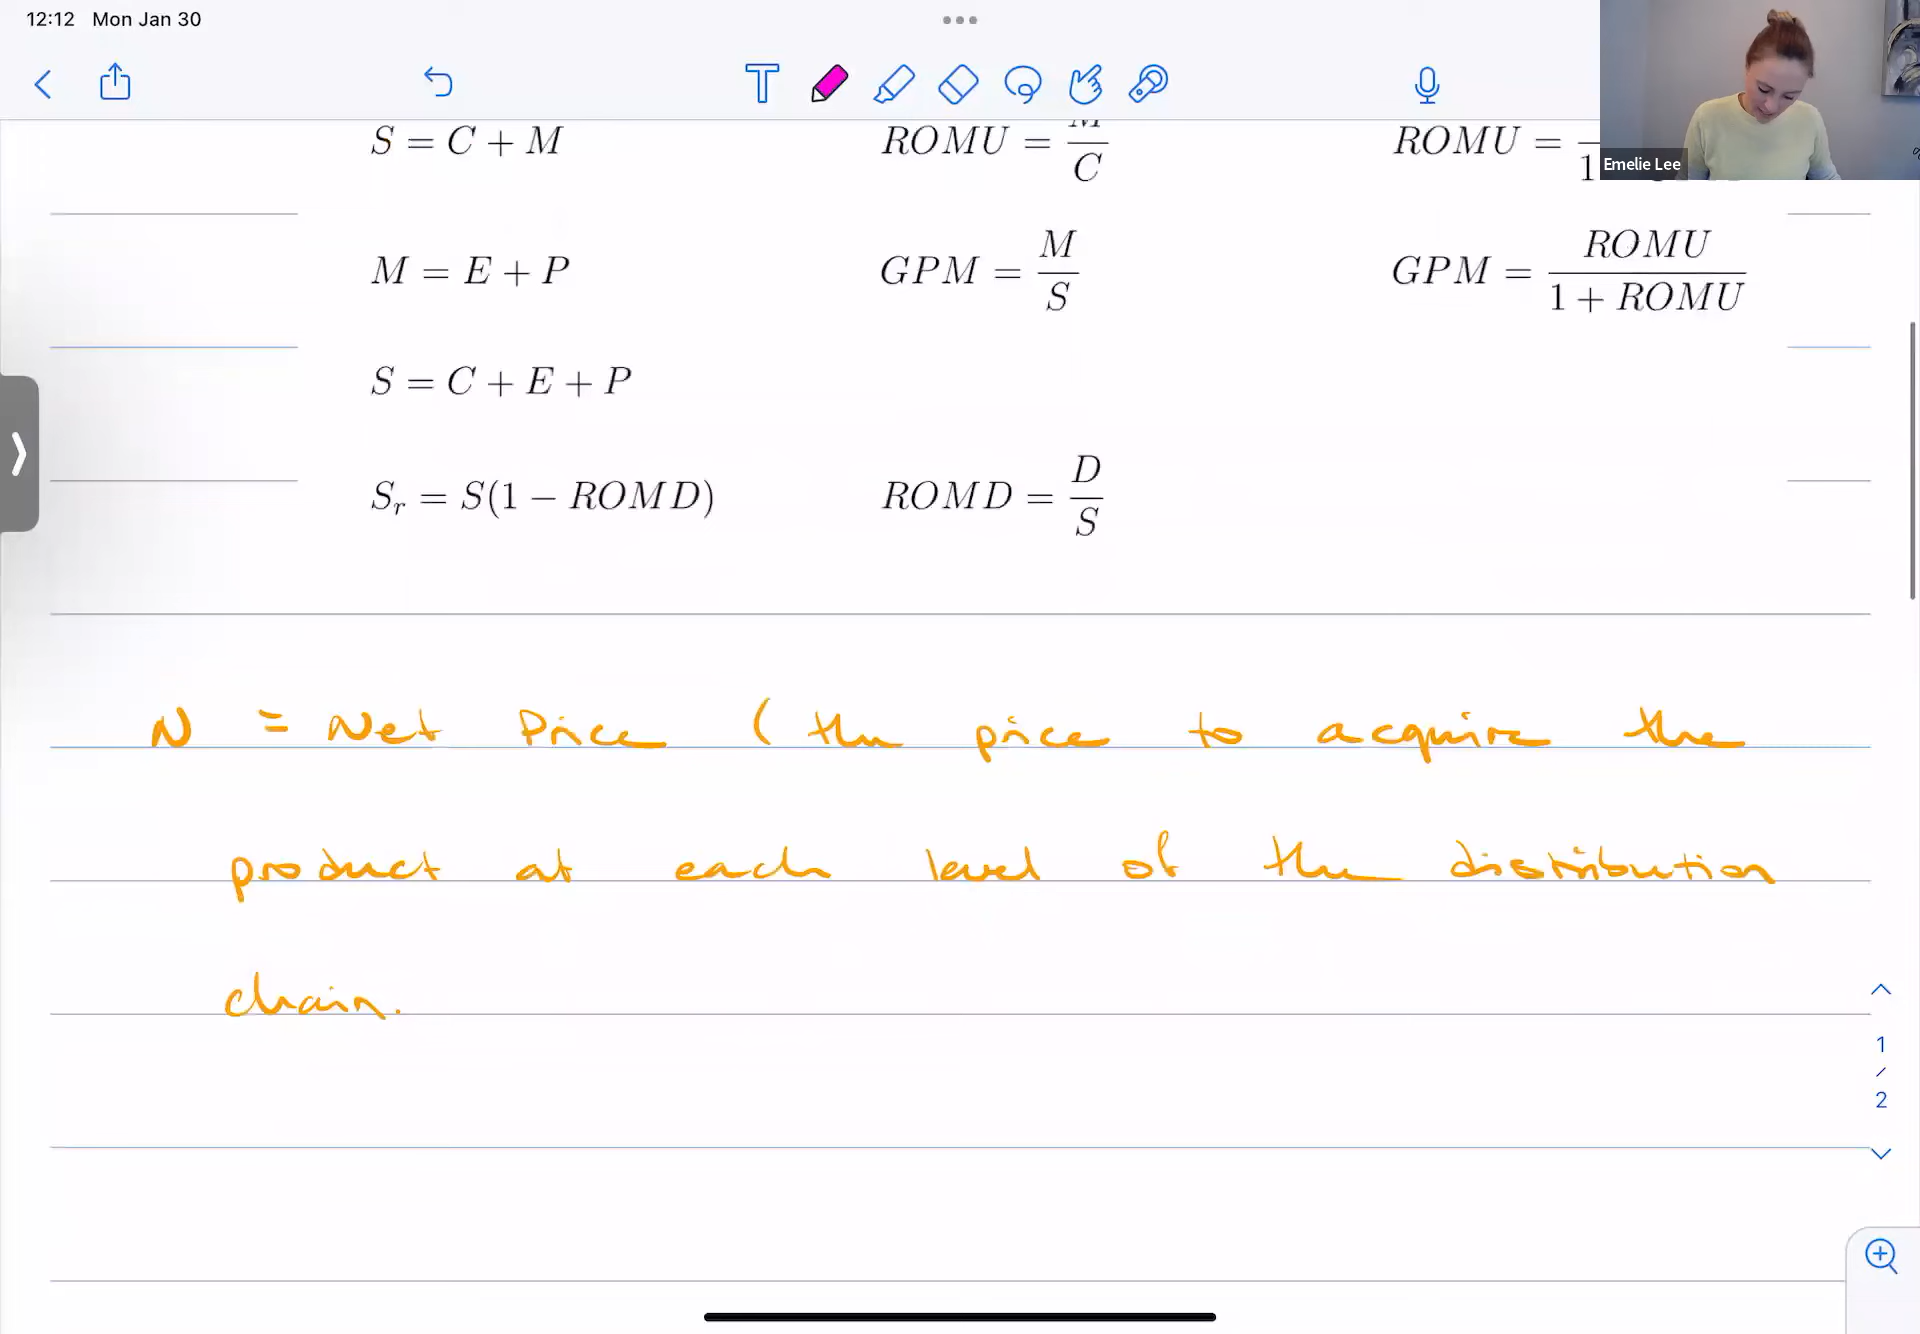 12:12 Mon Jan 30
S = C + M
ROMU = M/C
ROMU =
1
Emelie Lee
M = E + P
GPM = M/S
GPM = ROMU/(1 + ROMU)
S = C + E + P
S_r = S(1 − ROMD)
ROMD = D/S
N = Net Price (the price to acquire the
product at each level of the distribution
chain.
1
/
2